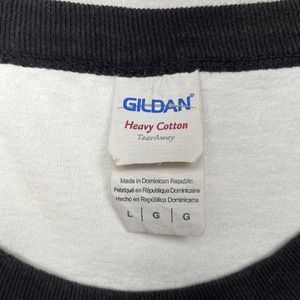 GILDAN
Heavy Cotton
TearAway
Made in Dominican Republic
Fabriqué en République Dominicaine
Hecho en República Dominicana
L G G